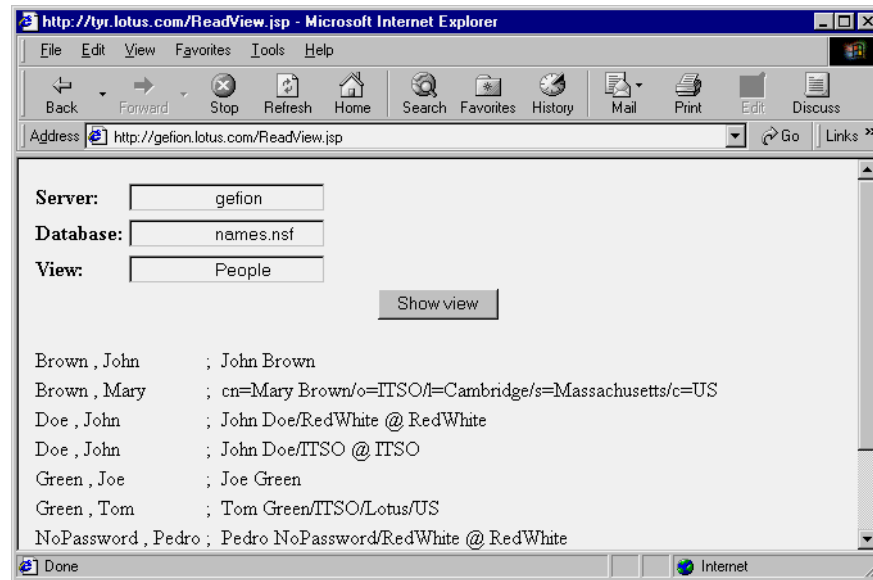 http://tyr.lotus.com/ReadView.jsp - Microsoft Internet Explorer
File Edit View Favorites Tools Help
Back Forward Stop Refresh Home Search Favorites History Mail Print Edit Discuss
Address http://gefion.lotus.com/ReadView.jsp Go Links »
Server: gefion
Database: names.nsf
View: People
Show view
Brown , John ; John Brown
Brown , Mary ; cn=Mary Brown/o=ITSO/l=Cambridge/s=Massachusetts/c=US
Doe , John ; John Doe/RedWhite @ RedWhite
Doe , John ; John Doe/ITSO @ ITSO
Green , Joe ; Joe Green
Green , Tom ; Tom Green/ITSO/Lotus/US
NoPassword , Pedro ; Pedro NoPassword/RedWhite @ RedWhite
Done Internet